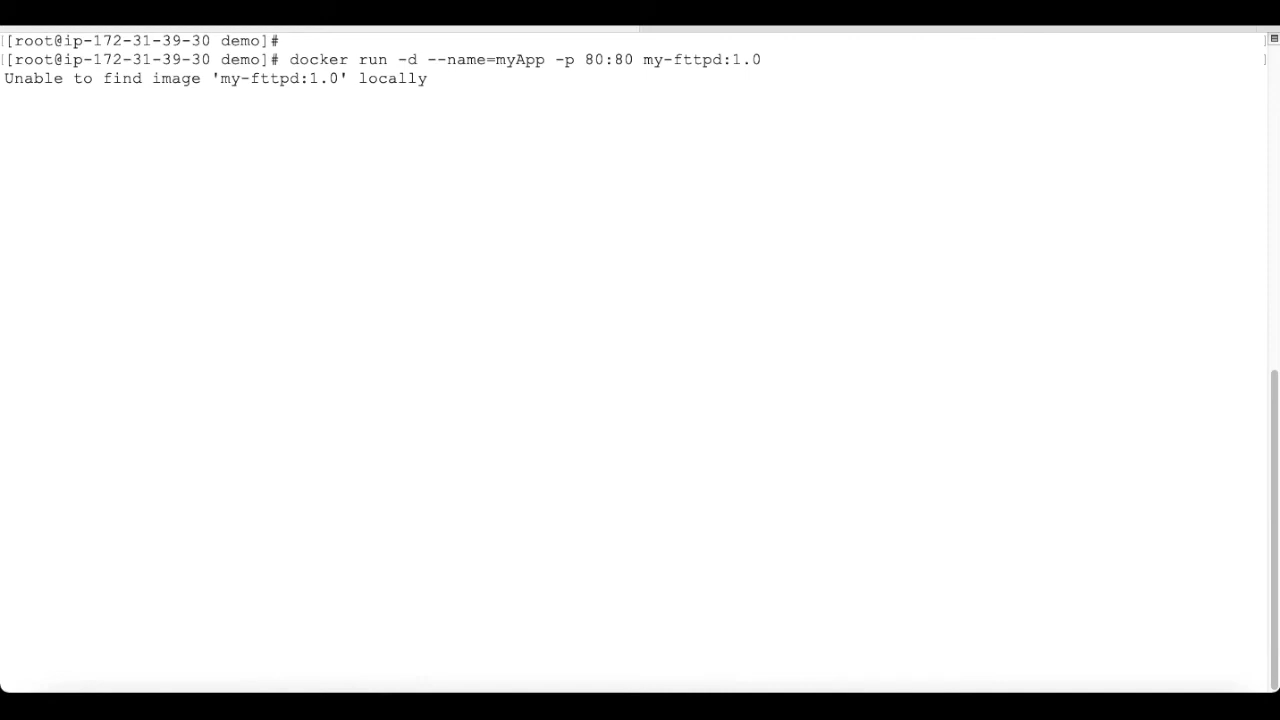 [root@ip-172-31-39-30 demo]#
[root@ip-172-31-39-30 demo]# docker run -d --name=myApp -p 80:80 my-fttpd:1.0
Unable to find image 'my-fttpd:1.0' locally